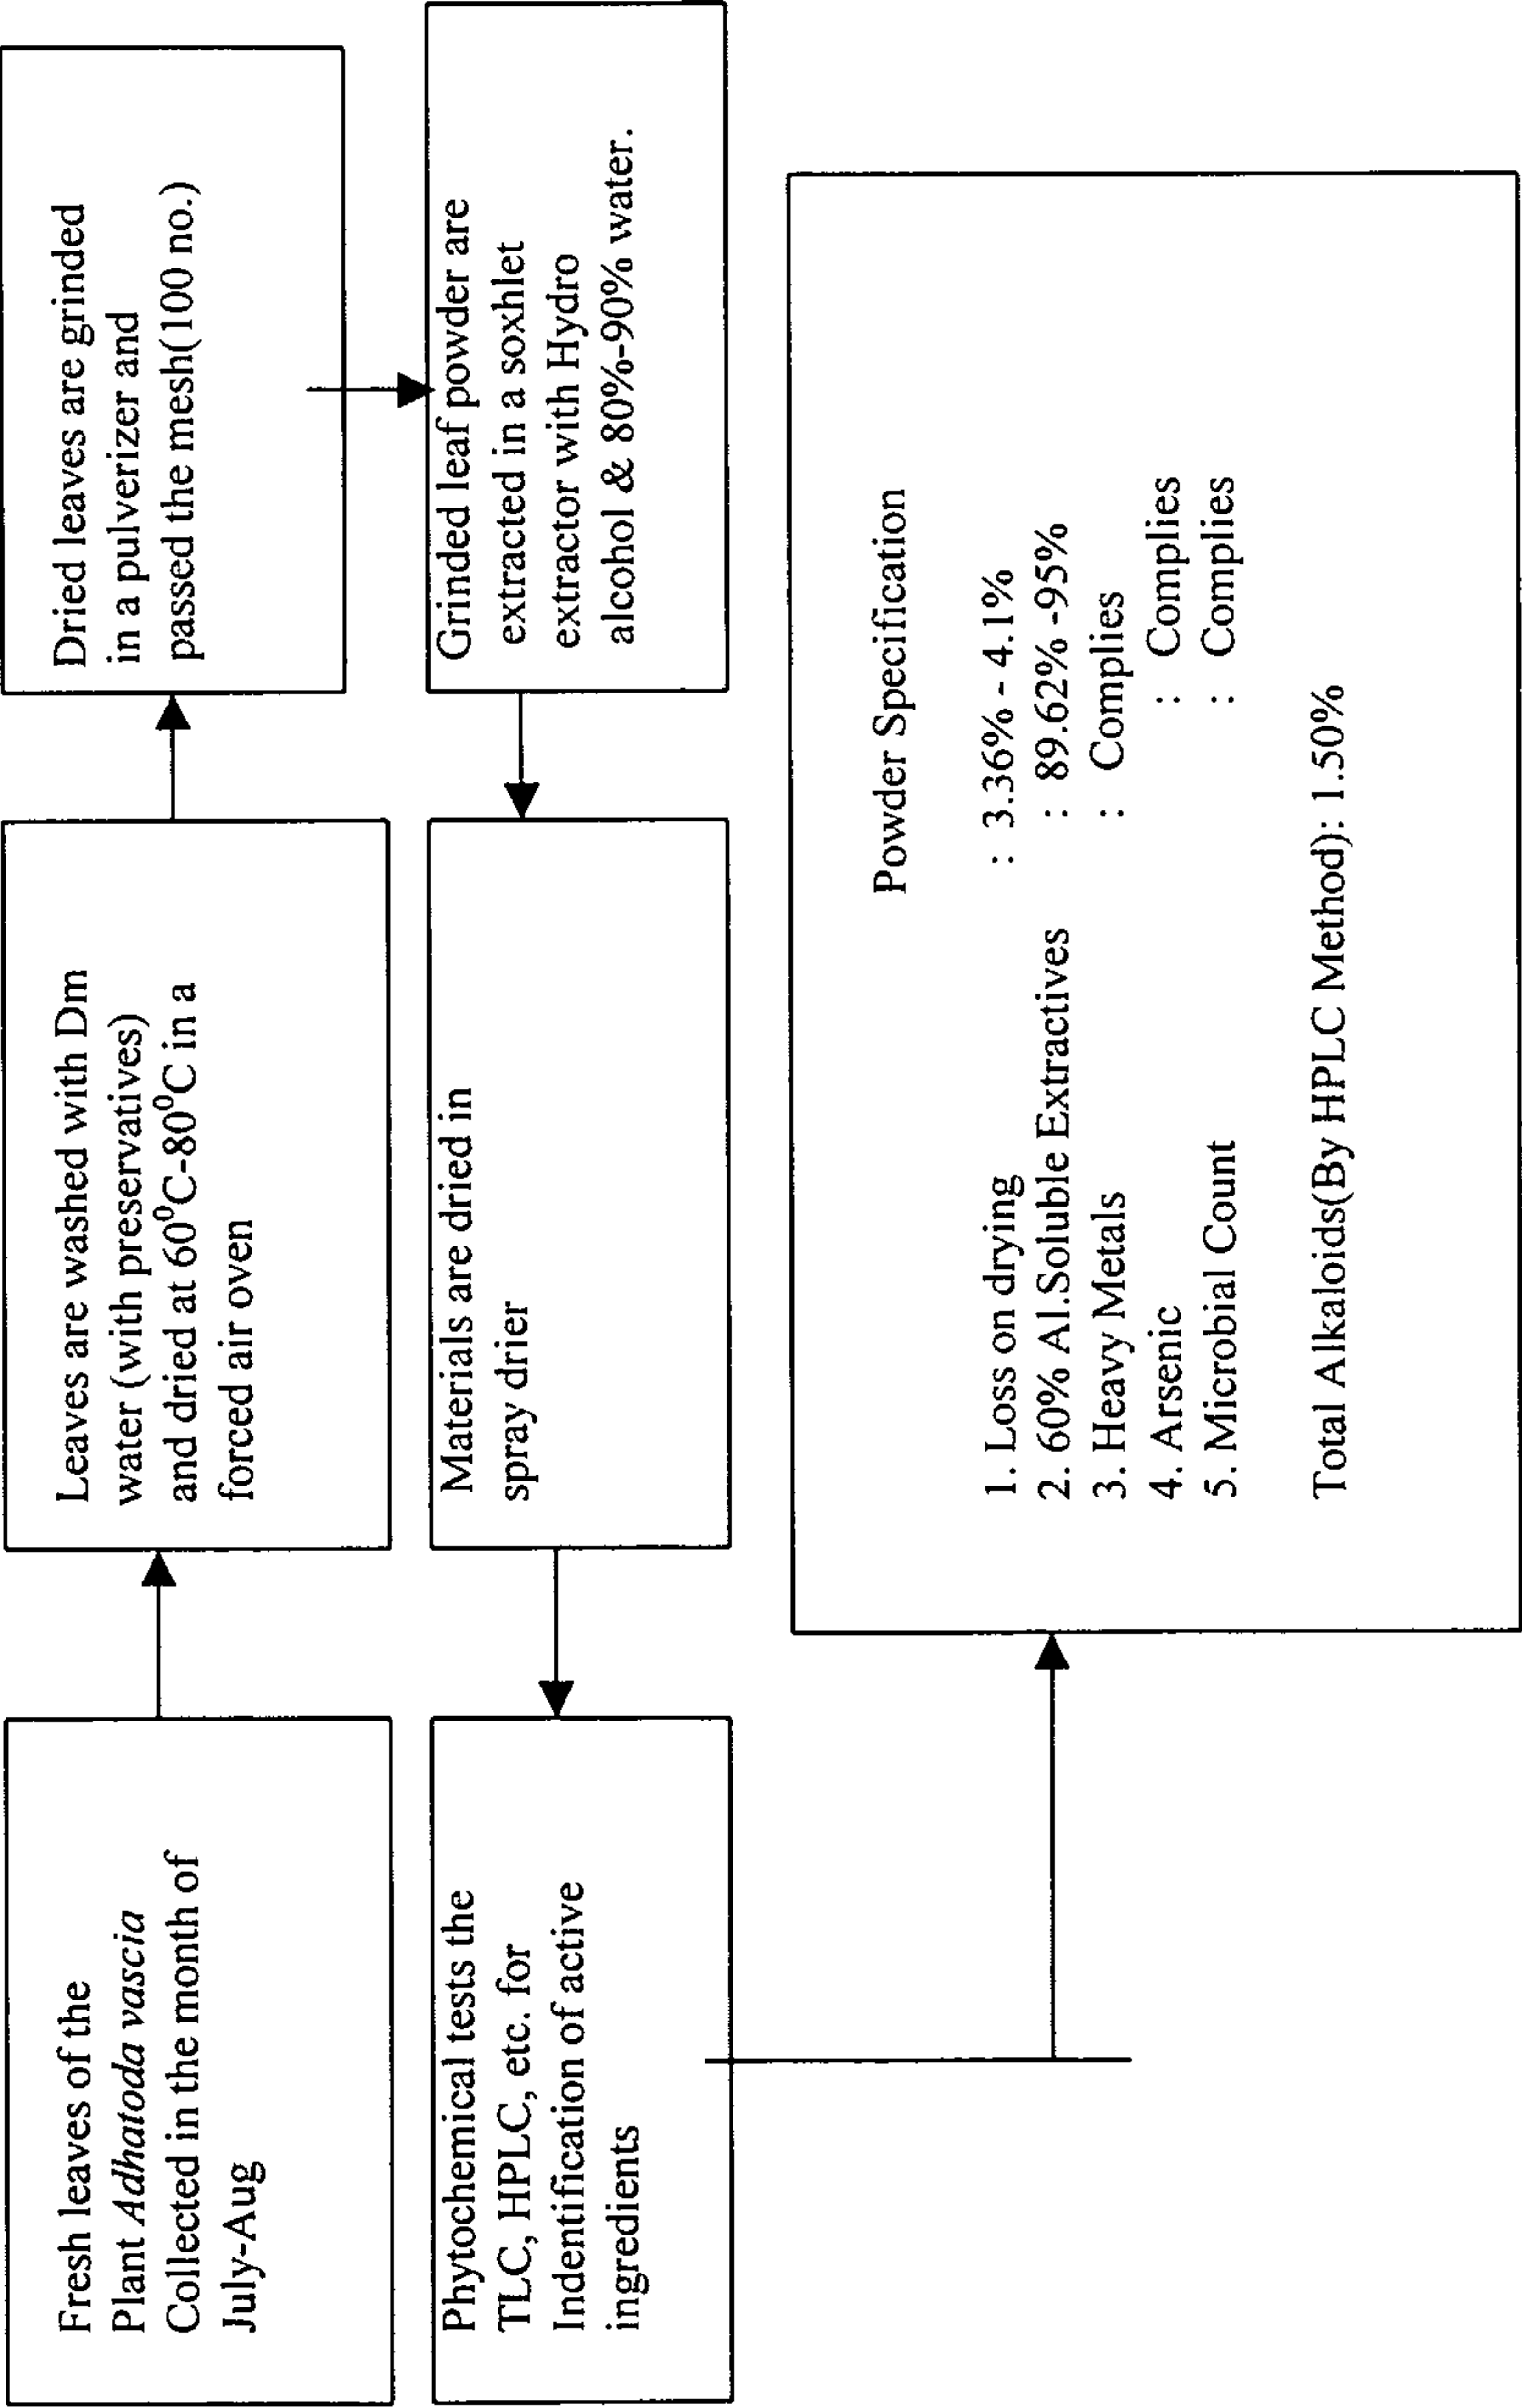 Fresh leaves of the
Plant Adhatoda vascia
Collected in the month of
July-Aug
Leaves are washed with Dm
water (with preservatives)
and dried at 60⁰C-80⁰C in a
forced air oven
Dried leaves are grinded
in a pulverizer and
passed the mesh(100 no.)
Grinded leaf powder are
extracted in a soxhlet
extractor with Hydro
alcohol & 80%-90% water.
Materials are dried in
spray drier
Phytochemical tests the
TLC, HPLC, etc. for
Indentification of active
ingredients
Powder Specification
1. Loss on drying : 3.36% - 4.1%
2. 60% Al.Soluble Extractives : 89.62% -95%
3. Heavy Metals : Complies
4. Arsenic : Complies
5. Microbial Count : Complies
Total Alkaloids(By HPLC Method): 1.50%